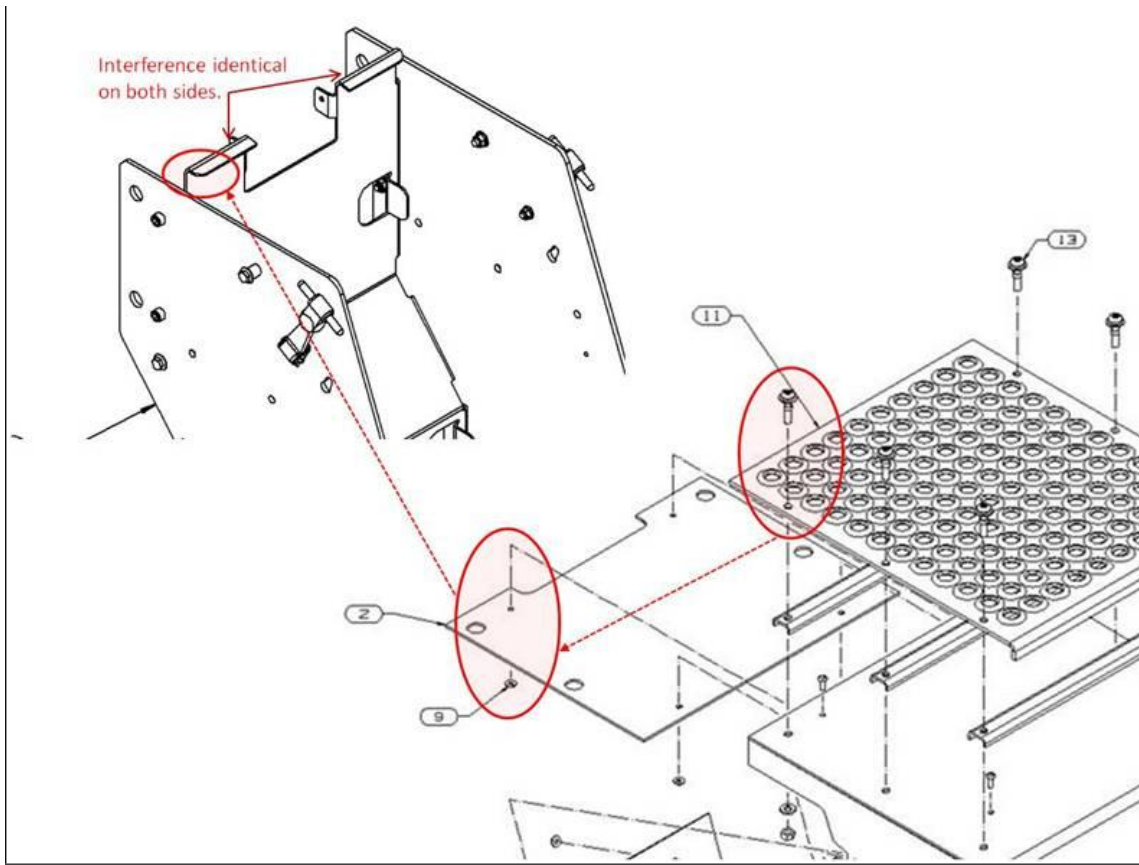 Interference identical
on both sides.
13
11
2
9